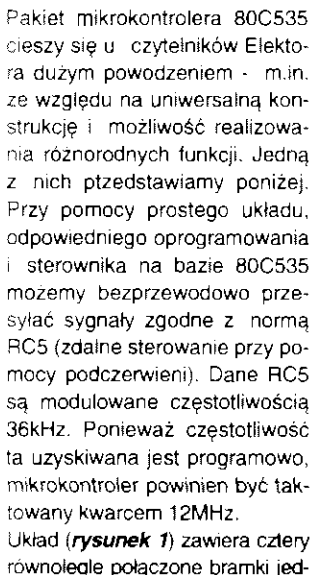 Pakiet mikrokontrolera 80C535
cieszy się u czytelników Elekto-
ra dużym powodzeniem - m.in.
ze względu na uniwersalną kon-
strukcję i możliwość realizowa-
nia różnorodnych funkcji. Jedną
z nich ptzedstawiamy poniżej.
Przy pomocy prostego układu,
odpowiedniego oprogramowania
i sterownika na bazie 80C535
możemy bezprzewodowo prze-
syłać sygnały zgodne z normą
RC5 (zdalne sterowanie przy po-
mocy podczerwieni). Dane RC5
są modulowane częstotliwością
36kHz. Ponieważ częstotliwość
ta uzyskiwana jest programowo,
mikrokontroler powinien być tak-
towany kwarcem 12MHz.
Układ (rysunek 1) zawiera cztery
równolegle połączone bramki jed-